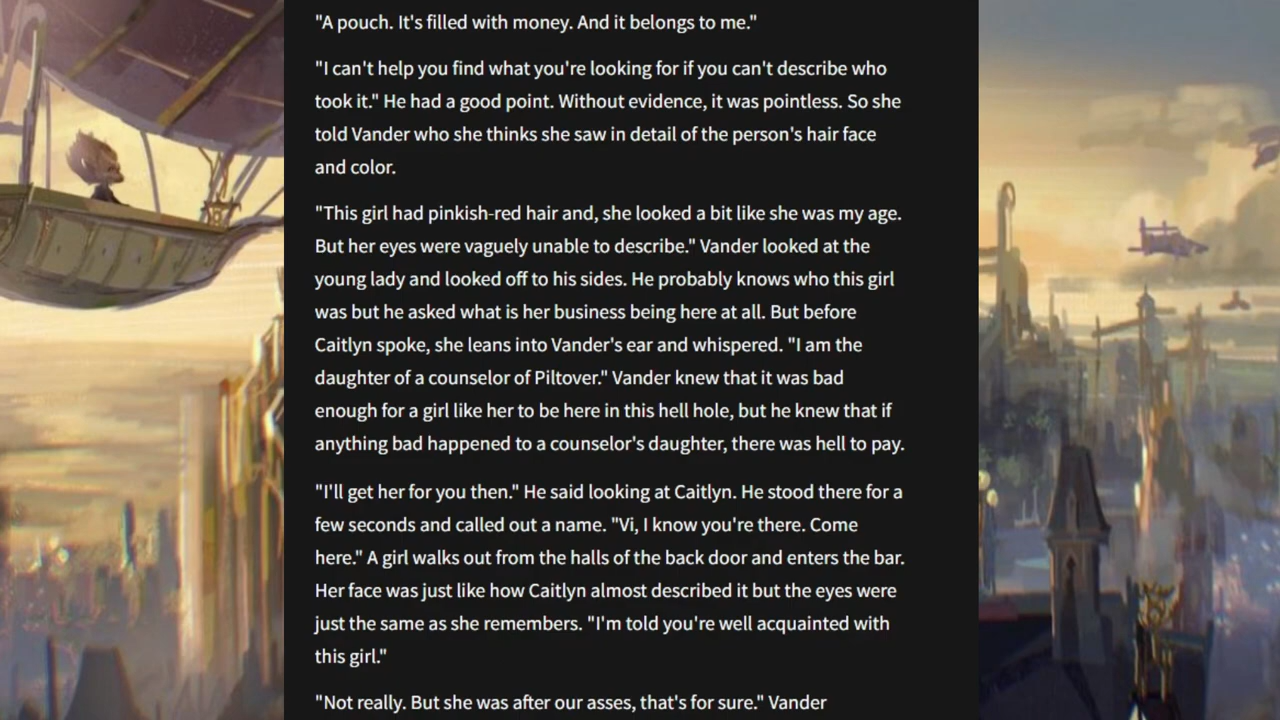 "A pouch. It's filled with money. And it belongs to me."
"I can't help you find what you're looking for if you can't describe who
took it." He had a good point. Without evidence, it was pointless. So she
told Vander who she thinks she saw in detail of the person's hair face
and color.
"This girl had pinkish-red hair and, she looked a bit like she was my age.
But her eyes were vaguely unable to describe." Vander looked at the
young lady and looked off to his sides. He probably knows who this girl
was but he asked what is her business being here at all. But before
Caitlyn spoke, she leans into Vander's ear and whispered. "I am the
daughter of a counselor of Piltover." Vander knew that it was bad
enough for a girl like her to be here in this hell hole, but he knew that if
anything bad happened to a counselor's daughter, there was hell to pay.
"I'll get her for you then." He said looking at Caitlyn. He stood there for a
few seconds and called out a name. "Vi, I know you're there. Come
here." A girl walks out from the halls of the back door and enters the bar.
Her face was just like how Caitlyn almost described it but the eyes were
just the same as she remembers. "I'm told you're well acquainted with
this girl."
"Not really. But she was after our asses, that's for sure." Vander